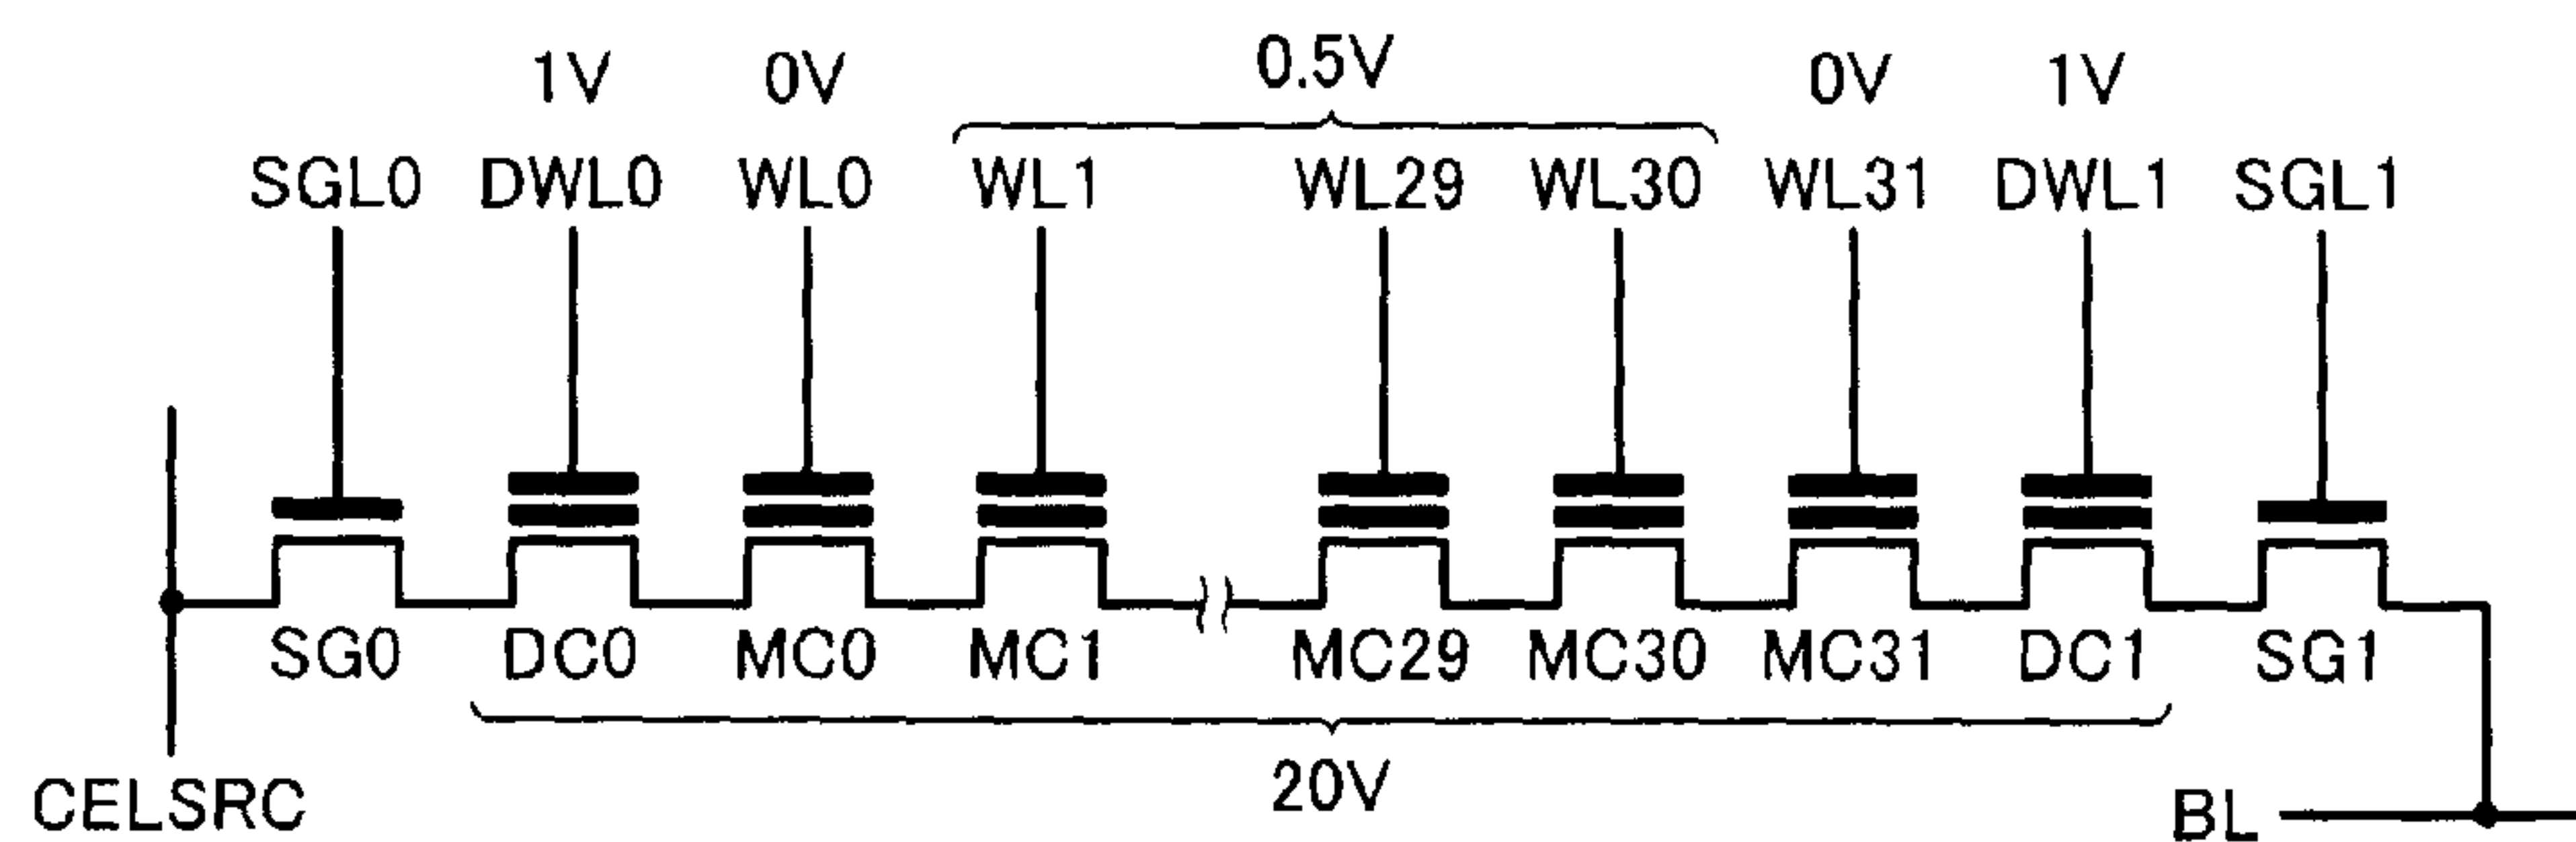 1V 0V 0.5V 0V 1V
SGL0 DWL0 WL0 WL1 WL29 WL30 WL31 DWL1 SGL1
SG0 DC0 MC0 MC1 MC29 MC30 MC31 DC1 SG1
20V
CELSRC BL